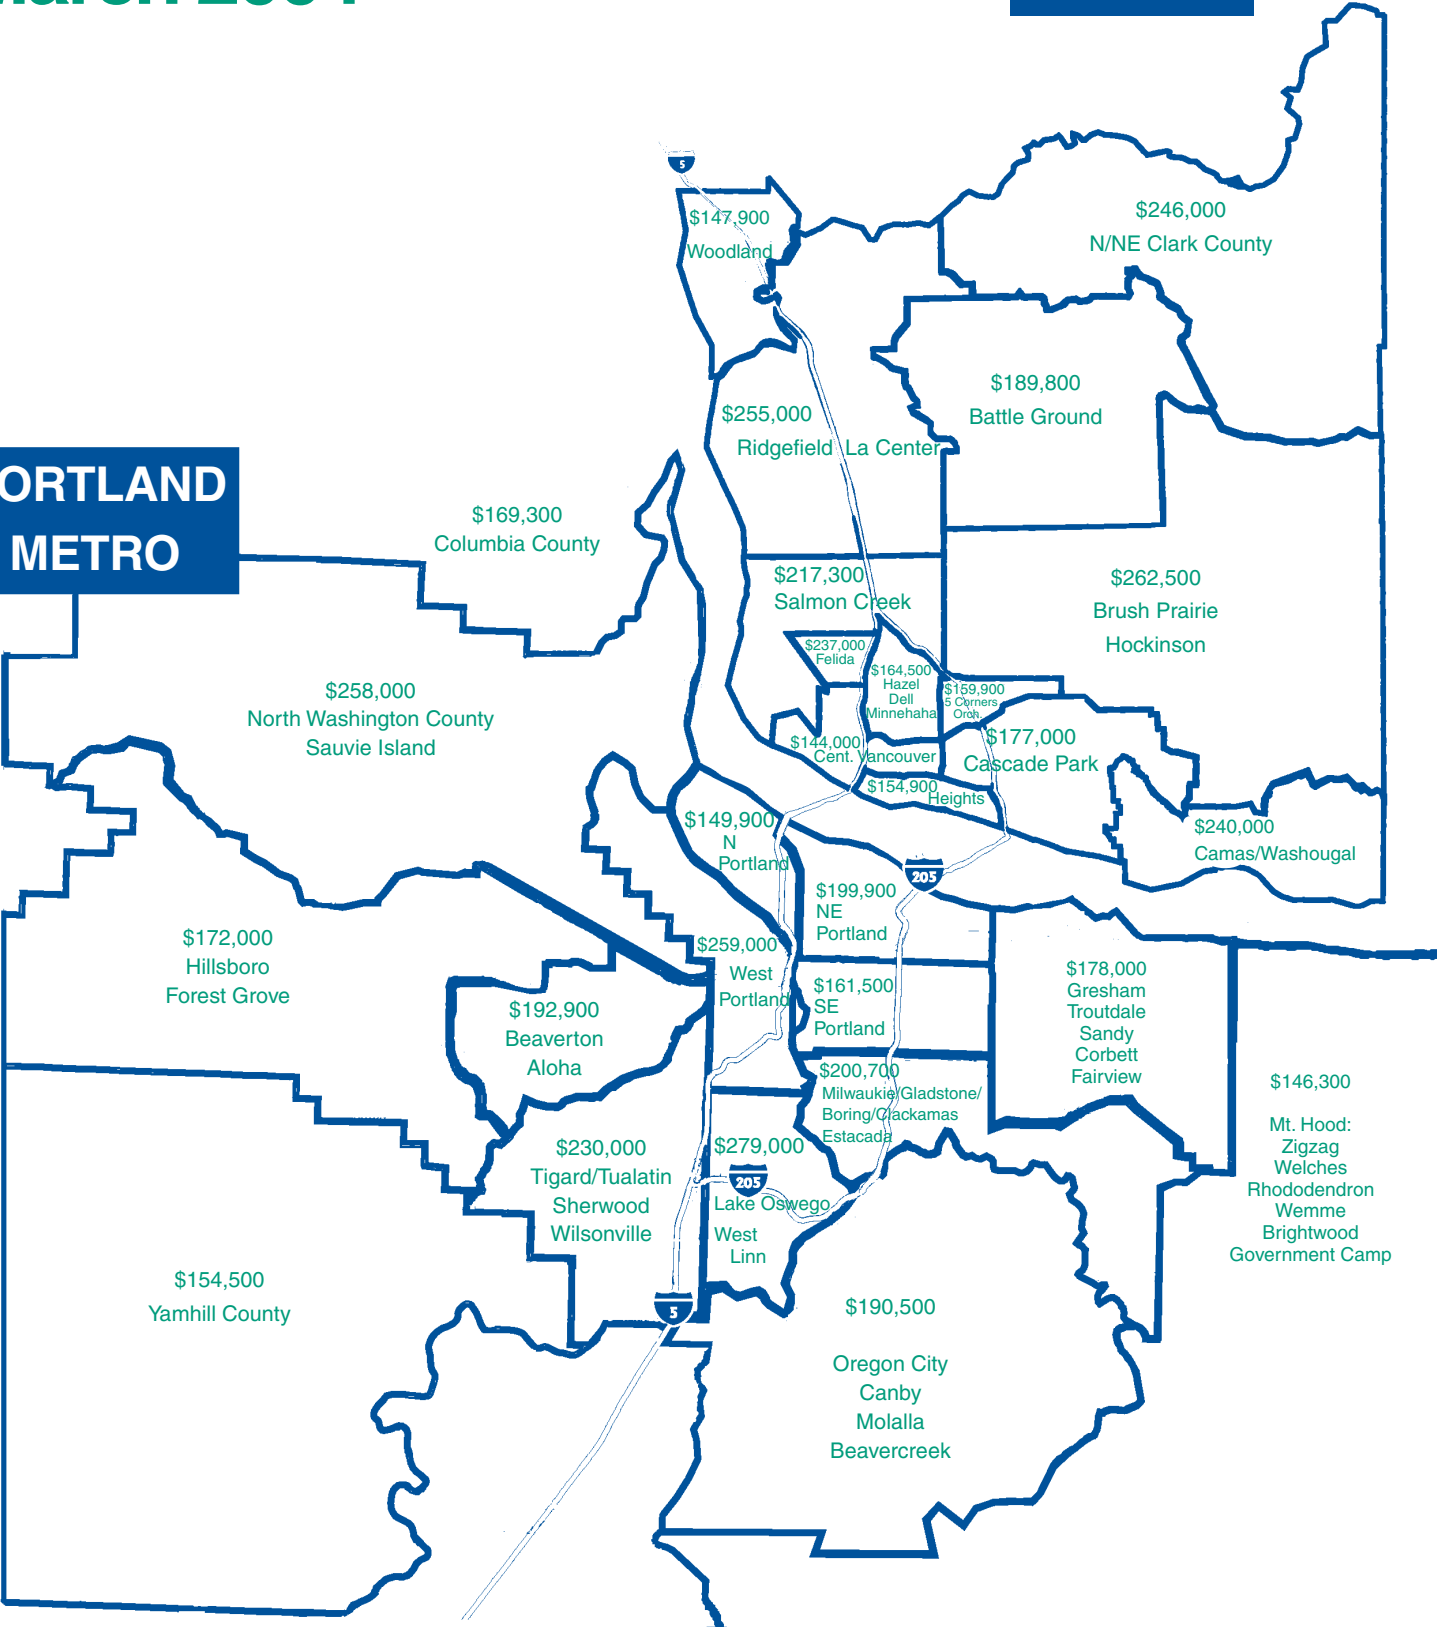 5
$147,900
Woodland
$246,000
N/NE Clark County
$189,800
Battle Ground
$255,000
Ridgefield La Center
PORTLAND
METRO
$169,300
Columbia County
$217,300
Salmon Creek
$262,500
Brush Prairie
Hockinson
$237,000
Felida
$164,500
Hazel
Dell
Minnehaha
$159,900
5 Corners
Orch.
$258,000
North Washington County
Sauvie Island
$144,000
Cent. Vancouver
$177,000
Cascade Park
$154,900
Heights
$149,900
N
Portland
$240,000
Camas/Washougal
205
$199,900
NE
Portland
$172,000
Hillsboro
Forest Grove
$259,000
West
Portland
$192,900
Beaverton
Aloha
$161,500
SE
Portland
$178,000
Gresham
Troutdale
Sandy
Corbett
Fairview
$200,700
Milwaukie/Gladstone/
Boring/Clackamas
Estacada
$146,300
Mt. Hood:
Zigzag
Welches
Rhododendron
Wemme
Brightwood
Government Camp
$230,000
Tigard/Tualatin
Sherwood
Wilsonville
$279,000
205
Lake Oswego
West
Linn
5
$154,500
Yamhill County
$190,500
Oregon City
Canby
Molalla
Beavercreek